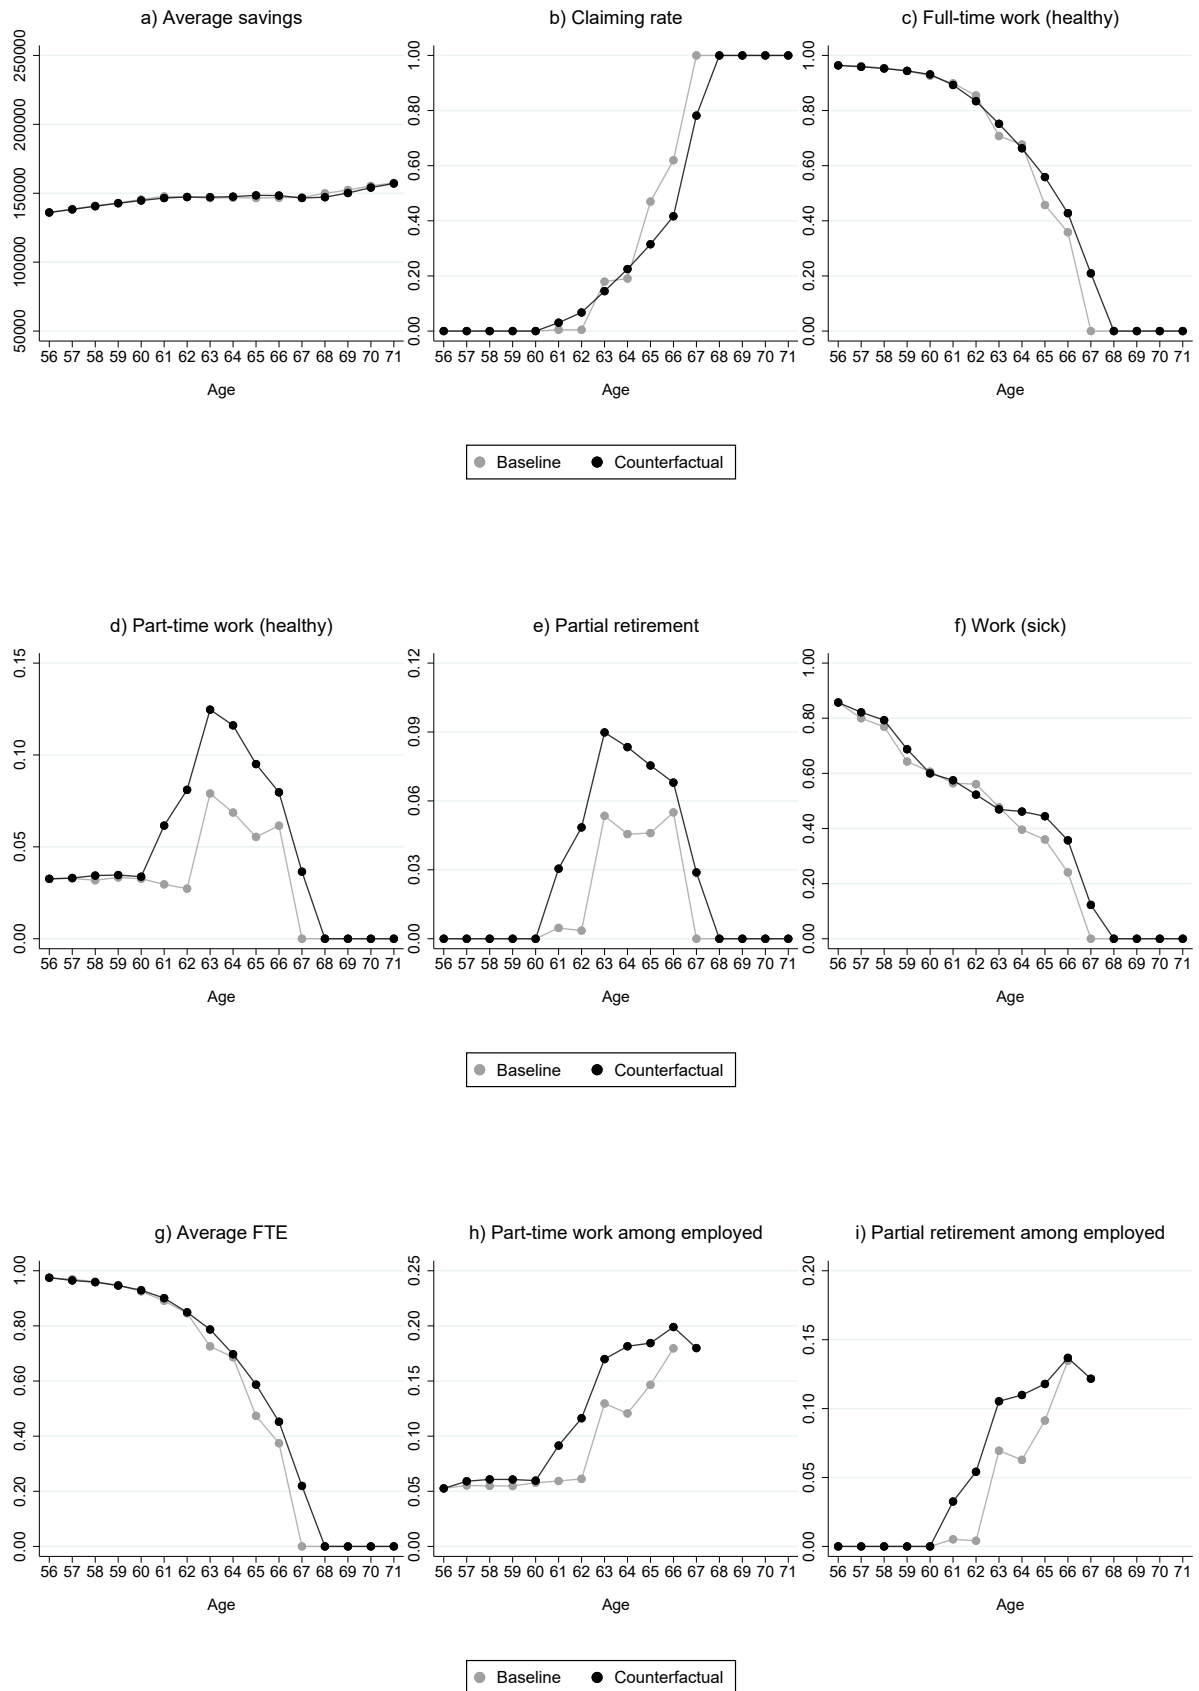 a) Average savings
250000
200000
150000
100000
50000
56 57 58 59 60 61 62 63 64 65 66 67 68 69 70 71
Age
b) Claiming rate
1.00
0.80
0.60
0.40
0.20
0.00
56 57 58 59 60 61 62 63 64 65 66 67 68 69 70 71
Age
c) Full-time work (healthy)
1.00
0.80
0.60
0.40
0.20
0.00
56 57 58 59 60 61 62 63 64 65 66 67 68 69 70 71
Age
Baseline Counterfactual
d) Part-time work (healthy)
0.15
0.10
0.05
0.00
56 57 58 59 60 61 62 63 64 65 66 67 68 69 70 71
Age
e) Partial retirement
0.12
0.09
0.06
0.03
0.00
56 57 58 59 60 61 62 63 64 65 66 67 68 69 70 71
Age
f) Work (sick)
1.00
0.80
0.60
0.40
0.20
0.00
56 57 58 59 60 61 62 63 64 65 66 67 68 69 70 71
Age
Baseline Counterfactual
g) Average FTE
1.00
0.80
0.60
0.40
0.20
0.00
56 57 58 59 60 61 62 63 64 65 66 67 68 69 70 71
Age
h) Part-time work among employed
0.25
0.20
0.15
0.10
0.05
0.00
56 57 58 59 60 61 62 63 64 65 66 67 68 69 70 71
Age
i) Partial retirement among employed
0.20
0.15
0.10
0.05
0.00
56 57 58 59 60 61 62 63 64 65 66 67 68 69 70 71
Age
Baseline Counterfactual